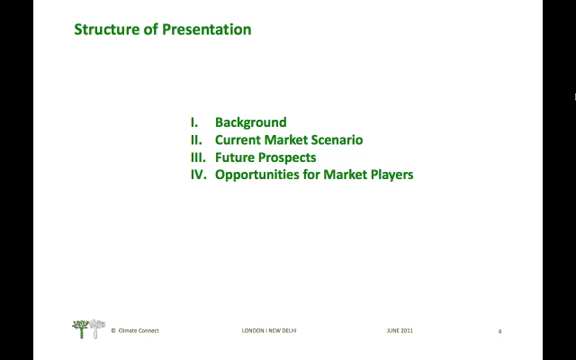 Structure of Presentation
I. Background
II. Current Market Scenario
III. Future Prospects
IV. Opportunities for Market Players
© Climate Connect LONDON | NEW DELHI JUNE 2011 4